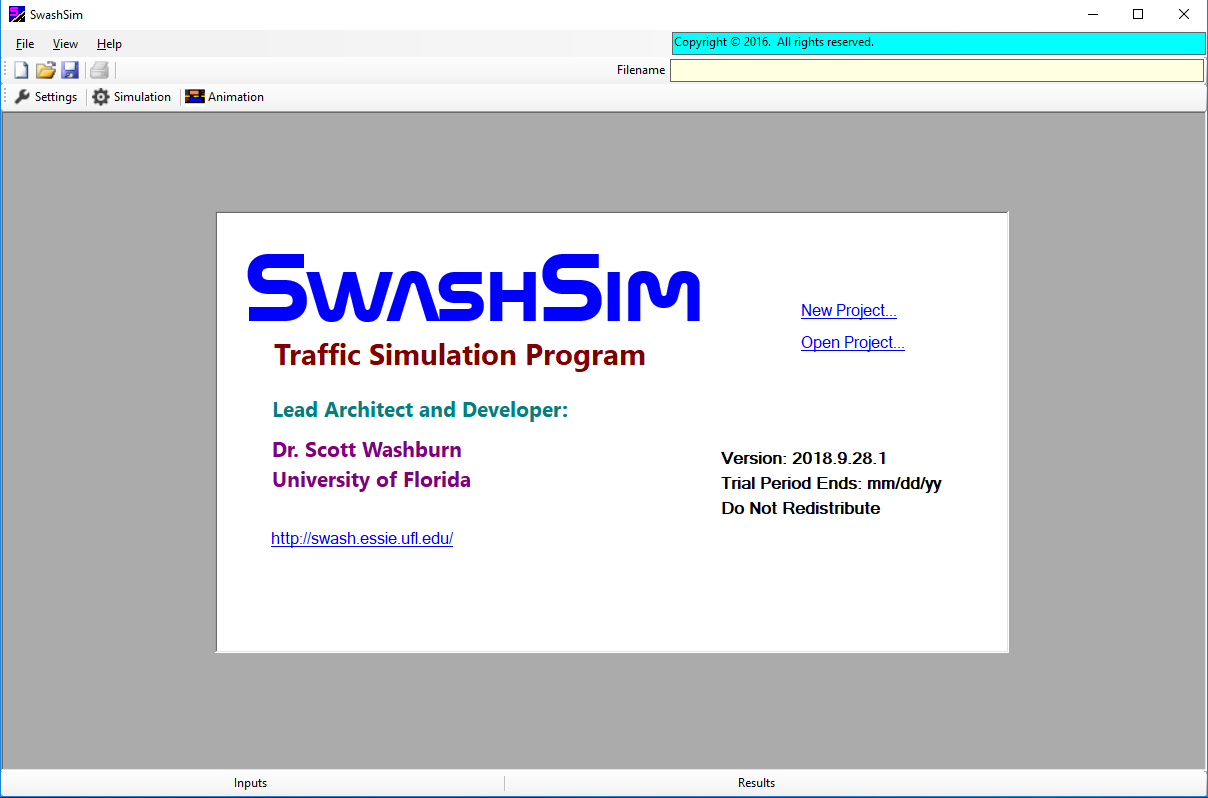 SwashSim
File View Help
Copyright © 2016. All rights reserved.
Filename
Settings Simulation Animation
SWASHSIM
Traffic Simulation Program
New Project...
Open Project...
Lead Architect and Developer:
Dr. Scott Washburn
University of Florida
Version: 2018.9.28.1
Trial Period Ends: mm/dd/yy
Do Not Redistribute
http://swash.essie.ufl.edu/
Inputs Results